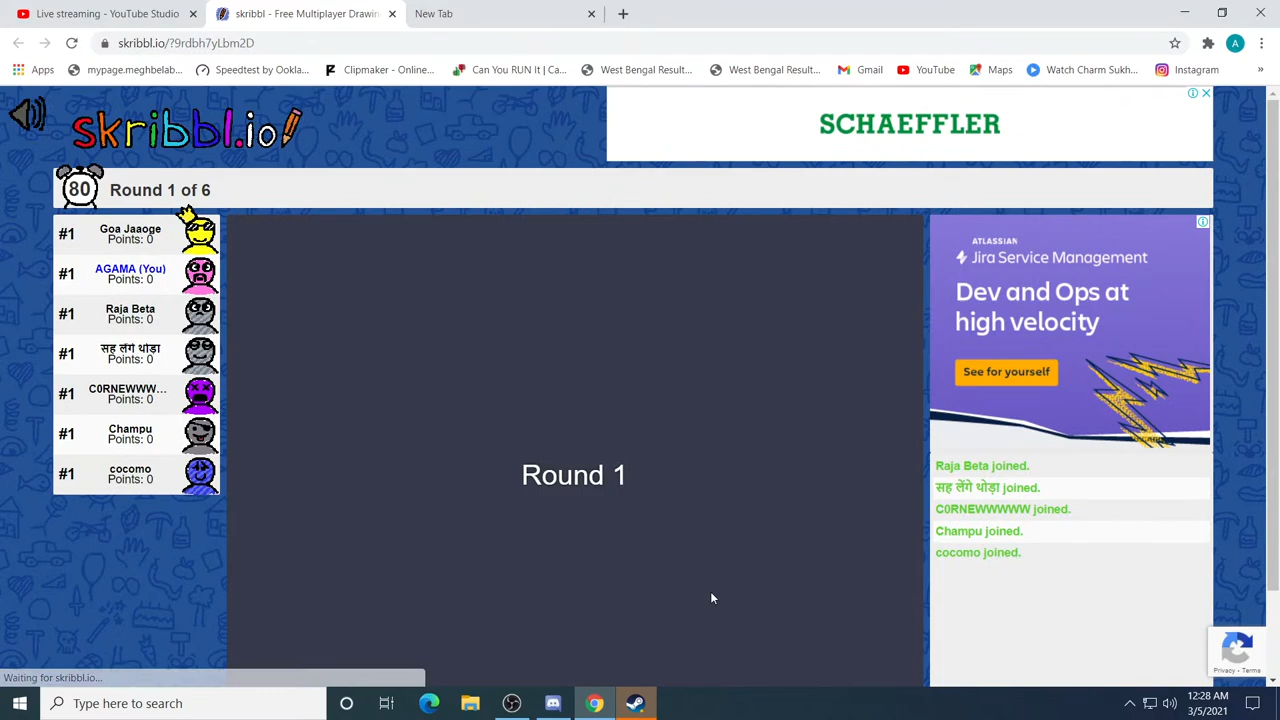 Live streaming - YouTube Studio
skribbl - Free Multiplayer Drawin
New Tab
skribbl.io/?9rdbh7yLbm2D
A
Apps
mypage.meghbelab...
Speedtest by Ookla...
Clipmaker - Online...
Can You RUN It | Ca...
West Bengal Result...
West Bengal Result...
Gmail
YouTube
Maps
Watch Charm Sukh...
Instagram
»
skribbl.io
SCHAEFFLER
80
Round 1 of 6
#1 Goa Jaaoge
Points: 0
#1 AGAMA (You)
Points: 0
#1 Raja Beta
Points: 0
#1 सह लेंगे थोडा
Points: 0
#1 C0RNEWWW...
Points: 0
#1 Champu
Points: 0
#1 cocomo
Points: 0
Round 1
ATLASSIAN
Jira Service Management
Dev and Ops at
high velocity
See for yourself
Raja Beta joined.
सह लेंगे थोड़ा joined.
C0RNEWWWWW joined.
Champu joined.
cocomo joined.
Privacy - Terms
Waiting for skribbl.io...
Type here to search
12:28 AM
3/5/2021